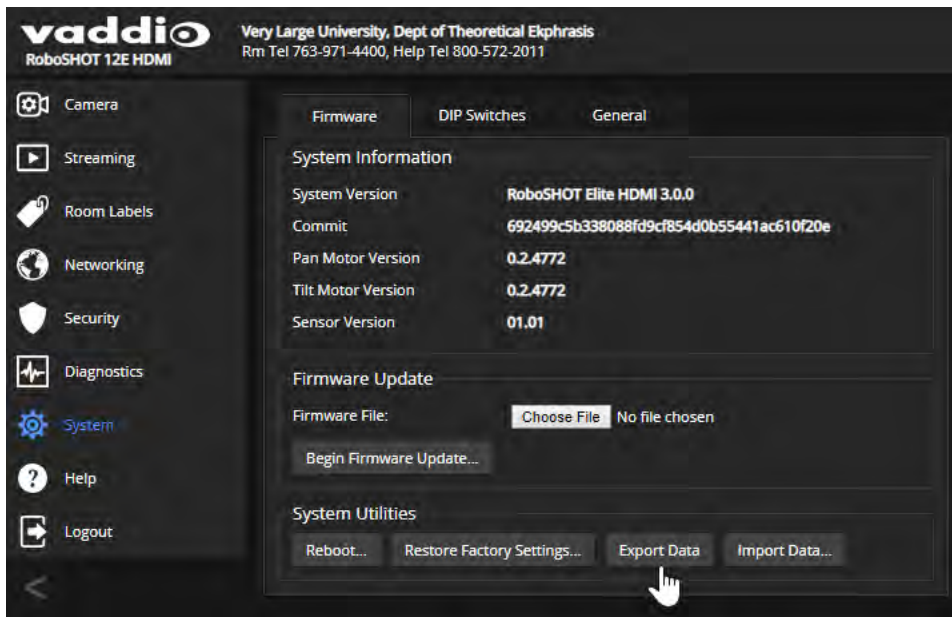 vaddio
RoboSHOT 12E HDMI
Very Large University, Dept of Theoretical Ekphrasis
Rm Tel 763-971-4400, Help Tel 800-572-2011
Camera
Streaming
Room Labels
Networking
Security
Diagnostics
System
Help
Logout
Firmware DIP Switches General
System Information
System Version RoboSHOT Elite HDMI 3.0.0
Commit 692499c5b338088fd9cf854d0b55441ac610f20e
Pan Motor Version 0.2.4772
Tilt Motor Version 0.2.4772
Sensor Version 01.01
Firmware Update
Firmware File: Choose File No file chosen
Begin Firmware Update...
System Utilities
Reboot... Restore Factory Settings... Export Data Import Data...